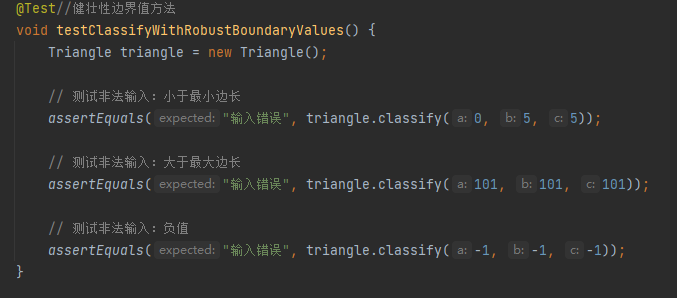 @Test//健壮性边界值方法
void testClassifyWithRobustBoundaryValues() {
Triangle triangle = new Triangle();
// 测试非法输入：小于最小边长
assertEquals( expected: "输入错误", triangle.classify( a: 0, b: 5, c: 5));
// 测试非法输入：大于最大边长
assertEquals( expected: "输入错误", triangle.classify( a: 101, b: 101, c: 101));
// 测试非法输入：负值
assertEquals( expected: "输入错误", triangle.classify( a: -1, b: -1, c: -1));
}